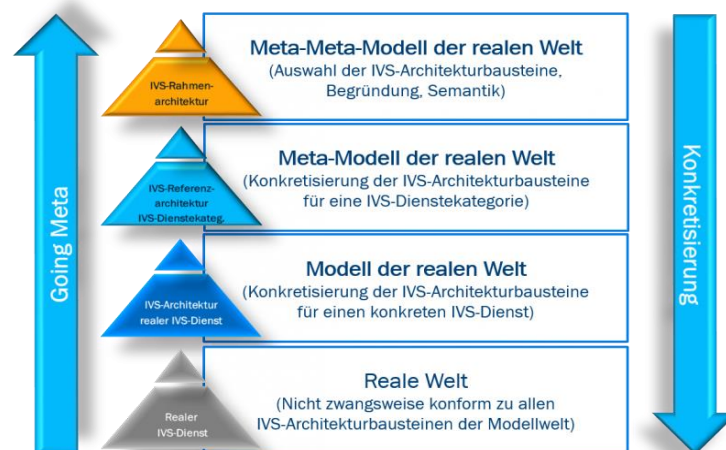 Going Meta
IVS-Rahmen-
architektur
Meta-Meta-Modell der realen Welt
(Auswahl der IVS-Architekturbausteine,
Begründung, Semantik)
IVS-Referenz-
architektur
IVS-Dienstekateg.
Meta-Modell der realen Welt
(Konkretisierung der IVS-Architekturbausteine
für eine IVS-Dienstekategorie)
IVS-Architektur
realer IVS-Dienst
Modell der realen Welt
(Konkretisierung der IVS-Architekturbausteine
für einen konkreten IVS-Dienst)
Realer
IVS-Dienst
Reale Welt
(Nicht zwangsweise konform zu allen
IVS-Architekturbausteinen der Modellwelt)
Konkretisierung